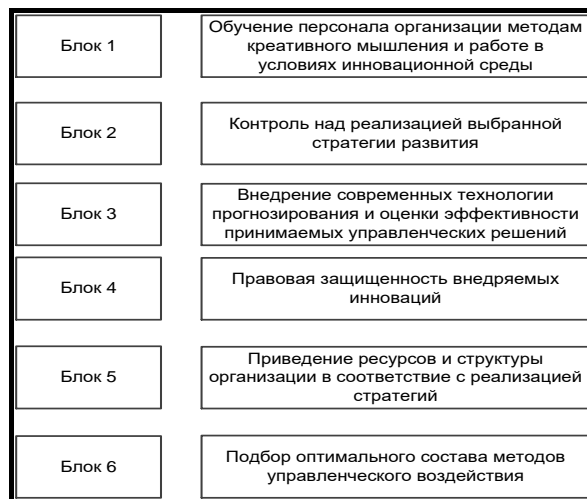 Блок 1
Обучение персонала организации методам
креативного мышления и работе в
условиях инновационной среды
Блок 2
Контроль над реализацией выбранной
стратегии развития
Блок 3
Внедрение современных технологии
прогнозирования и оценки эффективности
принимаемых управленческих решений
Блок 4
Правовая защищенность внедряемых
инноваций
Блок 5
Приведение ресурсов и структуры
организации в соответствие с реализацией
стратегий
Блок 6
Подбор оптимального состава методов
управленческого воздействия